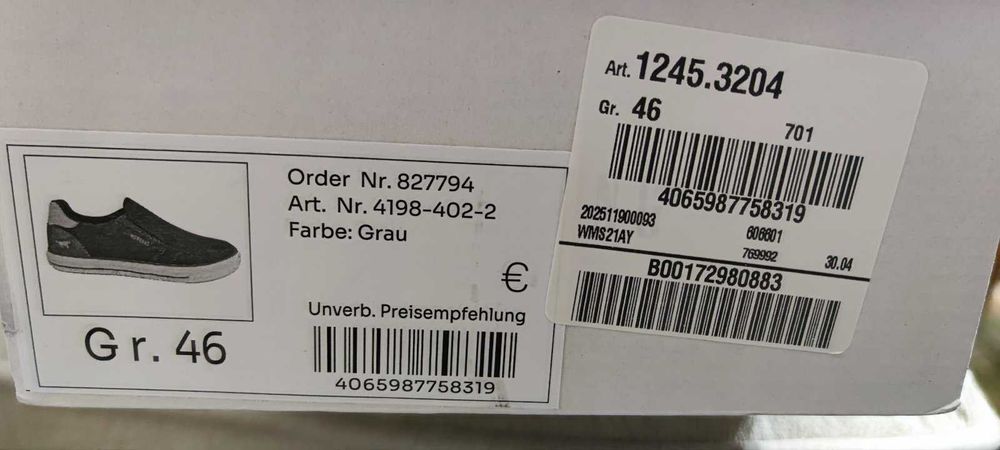 Order Nr. 827794
Art. Nr. 4198-402-2
Farbe: Grau
€
Unverb. Preisempfehlung
4065987758319
Gr. 46
Art. 1245.3204
Gr. 46
701
4065987758319
202511900093
606601
WMS21AY
769992
30.04
B00172980883